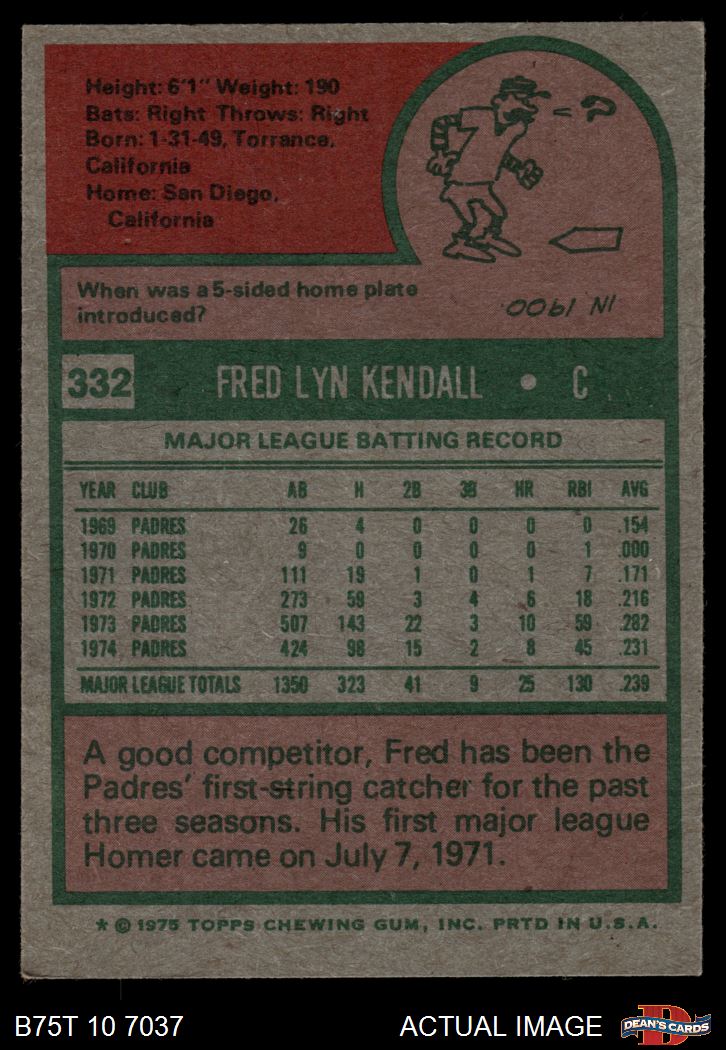 Height: 6'1" Weight: 190
Bats: Right Throws: Right
Born: 1-31-49, Torrance,
California
Home: San Diego,
California
When was a 5-sided home plate
introduced?
IN 1900
332 FRED LYN KENDALL • C
MAJOR LEAGUE BATTING RECORD
YEAR CLUB AB H 2B 3B HR RBI AVG
1969 PADRES 26 4 0 0 0 0 .154
1970 PADRES 9 0 0 0 0 1 .000
1971 PADRES 111 19 1 0 1 7 .171
1972 PADRES 273 59 3 4 6 18 .216
1973 PADRES 507 143 22 3 10 59 .282
1974 PADRES 424 98 15 2 8 45 .231
MAJOR LEAGUE TOTALS 1350 323 41 9 25 130 .239
A good competitor, Fred has been the
Padres' first-string catcher for the past
three seasons. His first major league
Homer came on July 7, 1971.
* © 1975 TOPPS CHEWING GUM, INC. PRTD IN U.S.A.
B75T 10 7037 ACTUAL IMAGE DEAN'S CARDS